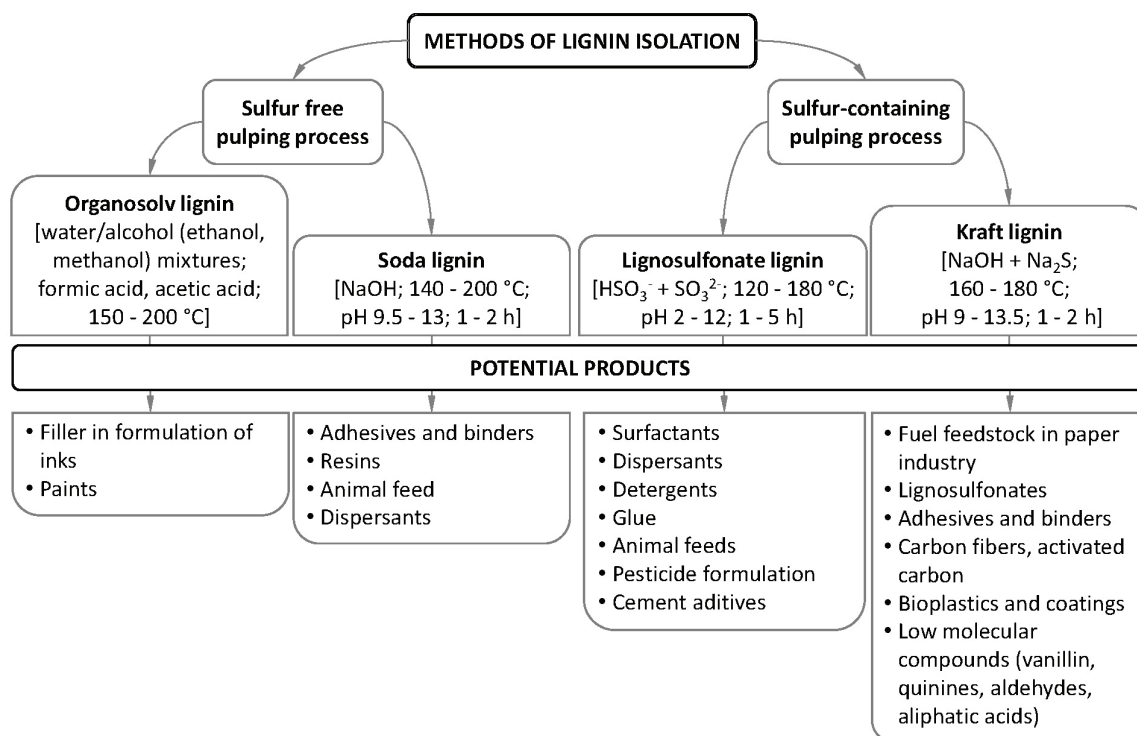 METHODS OF LIGNIN ISOLATION
Sulfur free
pulping process
Sulfur-containing
pulping process
Organosolv lignin
[water/alcohol (ethanol,
methanol) mixtures;
formic acid, acetic acid;
150 - 200 °C]
Soda lignin
[NaOH; 140 - 200 °C;
pH 9.5 - 13; 1 - 2 h]
Lignosulfonate lignin
[HSO₃⁻ + SO₃²⁻; 120 - 180 °C;
pH 2 - 12; 1 - 5 h]
Kraft lignin
[NaOH + Na₂S;
160 - 180 °C;
pH 9 - 13.5; 1 - 2 h]
POTENTIAL PRODUCTS
• Filler in formulation of
inks
• Paints
• Adhesives and binders
• Resins
• Animal feed
• Dispersants
• Surfactants
• Dispersants
• Detergents
• Glue
• Animal feeds
• Pesticide formulation
• Cement aditives
• Fuel feedstock in paper
industry
• Lignosulfonates
• Adhesives and binders
• Carbon fibers, activated
carbon
• Bioplastics and coatings
• Low molecular
compounds (vanillin,
quinines, aldehydes,
aliphatic acids)